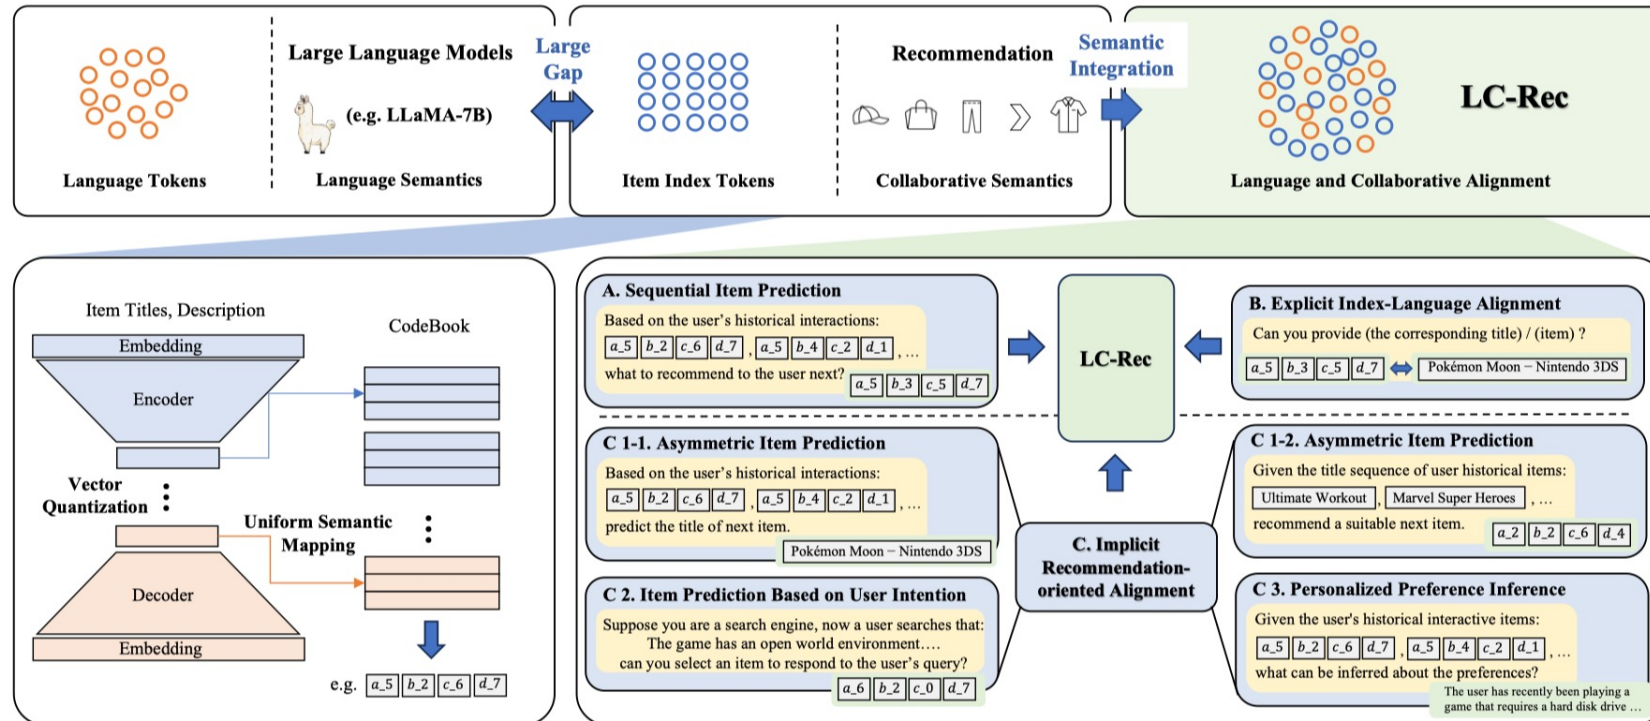 Large Language Models
(e.g. LLaMA-7B)
Language Tokens
Language Semantics
Large
Gap
Recommendation
Item Index Tokens
Collaborative Semantics
Semantic
Integration
LC-Rec
Language and Collaborative Alignment
Item Titles, Description
CodeBook
Embedding
Encoder
Vector
Quantization
Uniform Semantic
Mapping
Decoder
Embedding
e.g. a_5 b_2 c_6 d_7
A. Sequential Item Prediction
Based on the user's historical interactions:
a_5 b_2 c_6 d_7 , a_5 b_4 c_2 d_1 , ...
what to recommend to the user next?
a_5 b_3 c_5 d_7
LC-Rec
B. Explicit Index-Language Alignment
Can you provide (the corresponding title) / (item) ?
a_5 b_3 c_5 d_7 Pokémon Moon – Nintendo 3DS
C 1-1. Asymmetric Item Prediction
Based on the user's historical interactions:
a_5 b_2 c_6 d_7 , a_5 b_4 c_2 d_1 , ...
predict the title of next item.
Pokémon Moon – Nintendo 3DS
C 1-2. Asymmetric Item Prediction
Given the title sequence of user historical items:
Ultimate Workout , Marvel Super Heroes , ...
recommend a suitable next item.
a_2 b_2 c_6 d_4
C. Implicit
Recommendation-
oriented Alignment
C 2. Item Prediction Based on User Intention
Suppose you are a search engine, now a user searches that:
The game has an open world environment....
can you select an item to respond to the user's query?
a_6 b_2 c_0 d_7
C 3. Personalized Preference Inference
Given the user's historical interactive items:
a_5 b_2 c_6 d_7 , a_5 b_4 c_2 d_1 , ...
what can be inferred about the preferences?
The user has recently been playing a
game that requires a hard disk drive ...